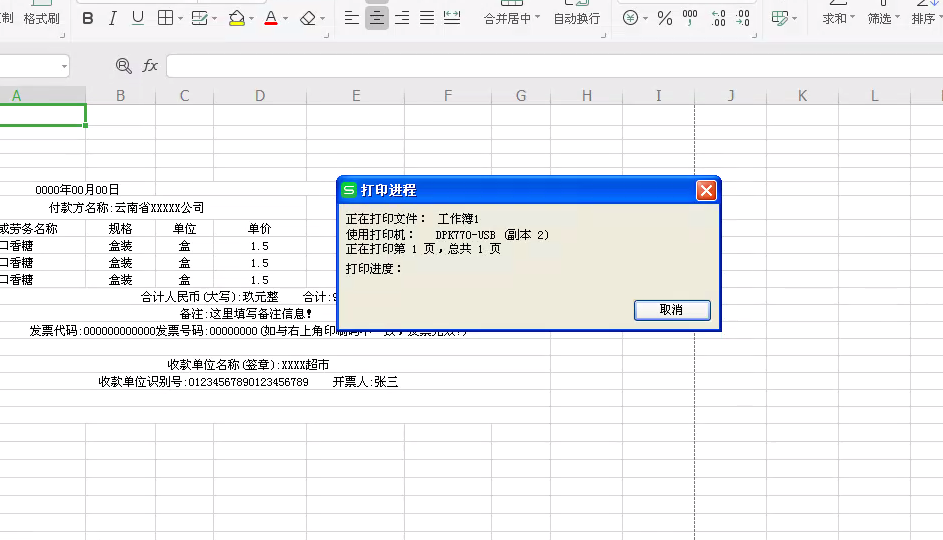 制 格式刷 B I U A 合并居中 自动换行 ¥ % 000 ←.0 .00 .00 →.0 求和 筛选 排序
fx
A B C D E F G H I J K L
0000年00月00日
付款方名称:云南省XXXXX公司
或劳务名称 规格 单位 单价
口香糖 盒装 盒 1.5
口香糖 盒装 盒 1.5
口香糖 盒装 盒 1.5
合计人民币(大写):玖元整 合计:
备注:这里填写备注信息!
发票代码:000000000000发票号码:00000000(如与右上角印
收款单位名称(签章):XXXX超市
收款单位识别号:01234567890123456789 开票人:张三
S 打印进程
正在打印文件： 工作簿1
使用打印机： DPK770-USB (副本 2)
正在打印第 1 页，总共 1 页
打印进度：
取消